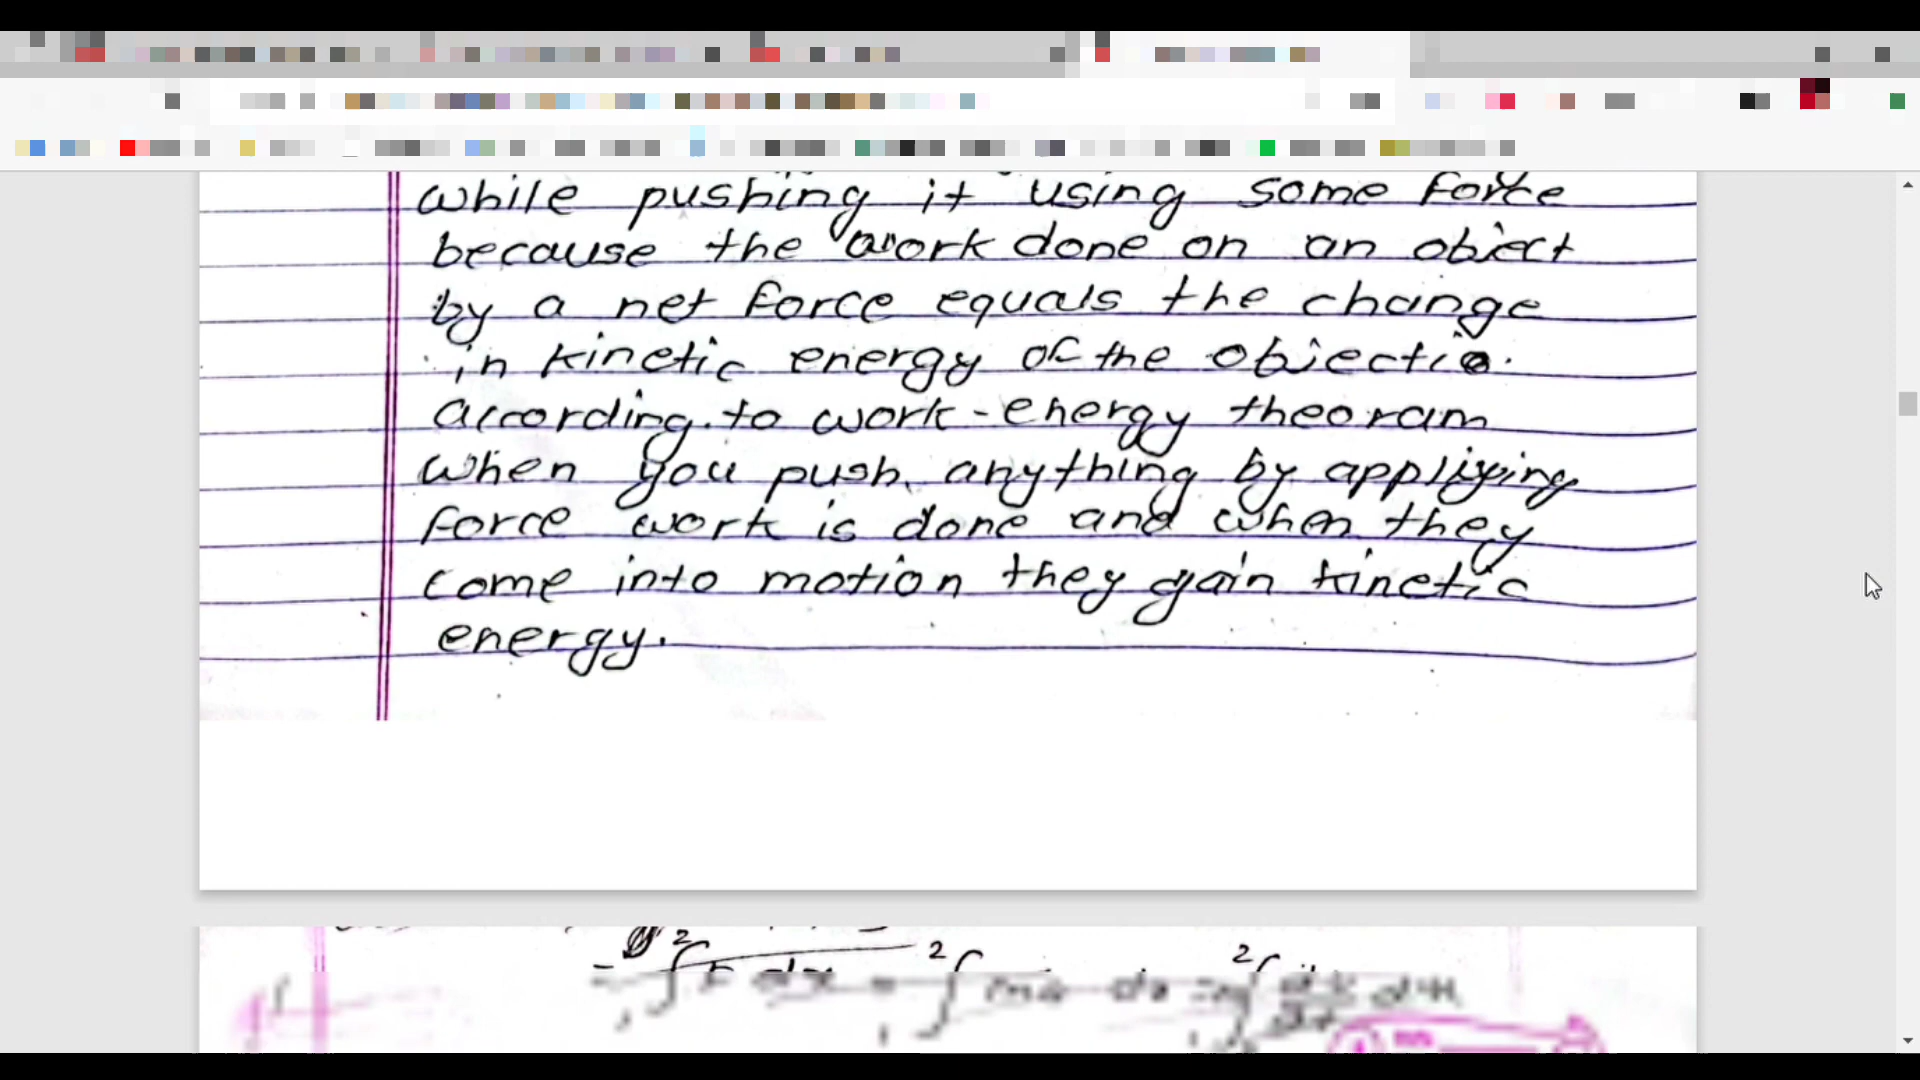 while pushing it using some force
because the work done on an object
by a net force equals the change
in kinetic energy of the object
according to work-energy theoram
when you push anything by appliying
force work is done and when they
come into motion they gain kinetic
energy.